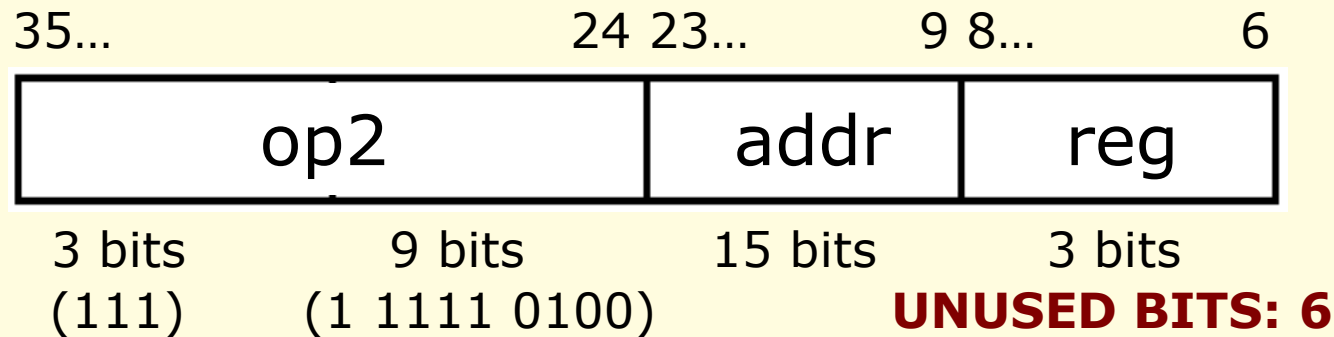 35… 24 23… 9 8… 6
op2 addr reg
3 bits 9 bits 15 bits 3 bits
(111) (1 1111 0100) UNUSED BITS: 6